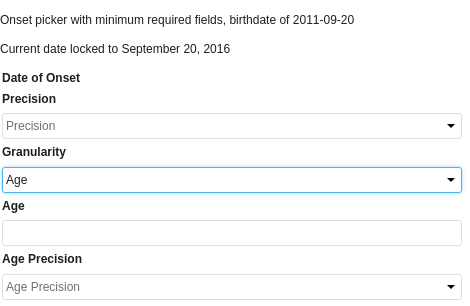 Onset picker with minimum required fields, birthdate of 2011-09-20
Current date locked to September 20, 2016
Date of Onset
Precision
Precision
Granularity
Age
Age
Age Precision
Age Precision